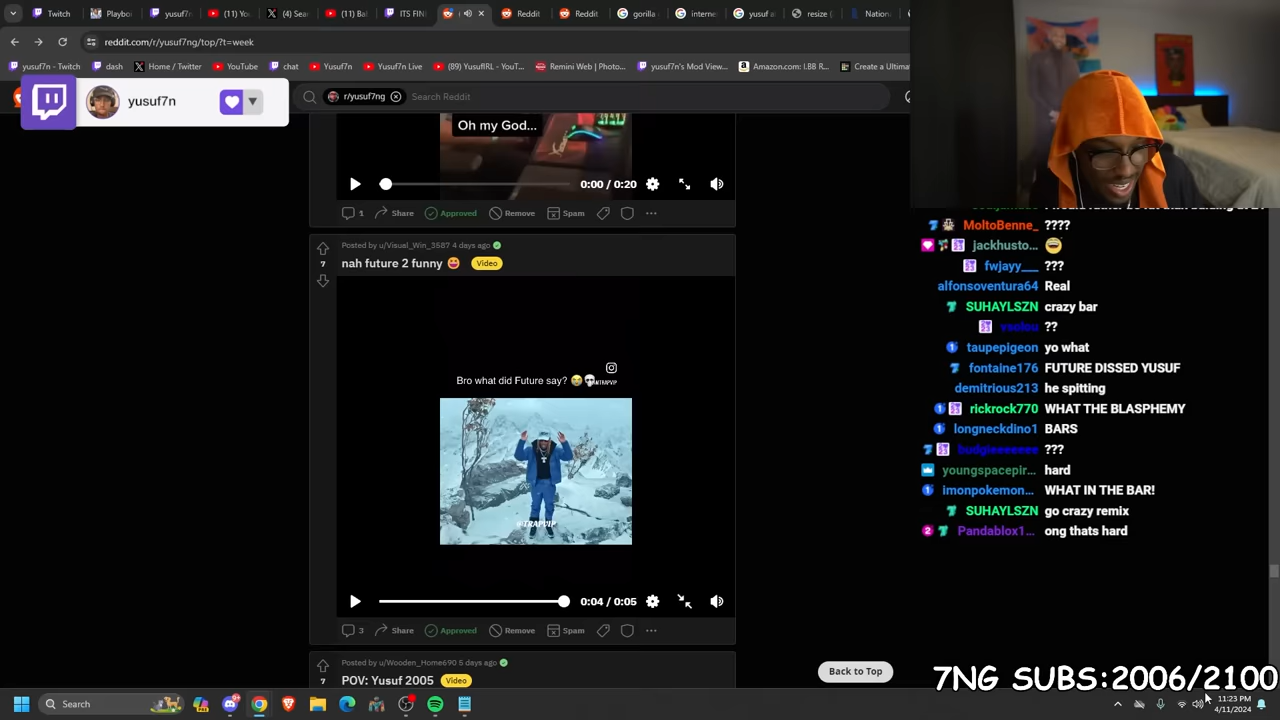 Twitch
yusuf7n
(11) You
(4) Sea
(11) Bal
ITS FIN
Reddit
Reddit
gorilla
interne
yusuf a
resize (
Nation
reddit.com/r/yusuf7ng/top/?t=week
yusuf7n - Twitch
dash
Home / Twitter
YouTube
chat
Yusuf7n
Yusuf7n Live
(89) YusufIRL - YouT...
Remini Web | Photo...
yusuf7n's Mod View...
Amazon.com: I.BB R...
Create a Ultima
yusuf7n
r/yusuf7ng
Search Reddit
Oh my God...
0:00 / 0:20
1 Share Approved Remove Spam
Posted by u/Visual_Win_3587 4 days ago
7
nah future 2 funny 😆 Video
Bro what did Future say? 😭💀
@TRAPVIP
0:04 / 0:05
3 Share Approved Remove Spam
Posted by u/Wooden_Home690 5 days ago
7
POV: Yusuf 2005 Video
Back to Top
MoltoBenne_ ????
jackhusto... 😄
fwjayy___ ???
alfonsoventura64 Real
SUHAYLSZN crazy bar
vsolou ??
taupepigeon yo what
fontaine176 FUTURE DISSED YUSUF
demitrious213 he spitting
rickrock770 WHAT THE BLASPHEMY
longneckdino1 BARS
???
youngspacepir... hard
imonpokemon... WHAT IN THE BAR!
SUHAYLSZN go crazy remix
Pandablox1... ong thats hard
7NG SUBS:2006/2100
Search
11:23 PM
4/11/2024